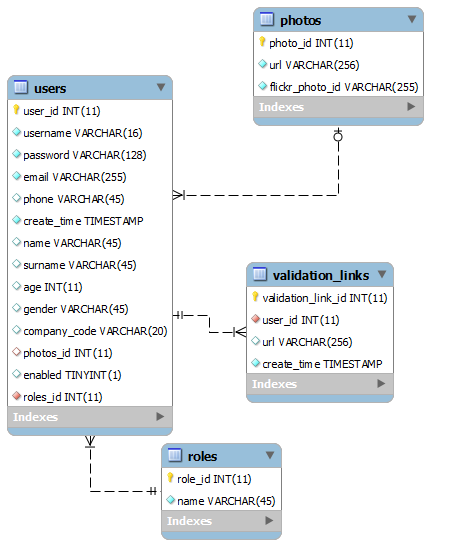 photos
photo_id INT(11)
url VARCHAR(256)
flickr_photo_id VARCHAR(255)
Indexes
users
user_id INT(11)
username VARCHAR(16)
password VARCHAR(128)
email VARCHAR(255)
phone VARCHAR(45)
create_time TIMESTAMP
name VARCHAR(45)
surname VARCHAR(45)
age INT(11)
gender VARCHAR(45)
company_code VARCHAR(20)
photos_id INT(11)
enabled TINYINT(1)
roles_id INT(11)
Indexes
validation_links
validation_link_id INT(11)
user_id INT(11)
url VARCHAR(256)
create_time TIMESTAMP
Indexes
roles
role_id INT(11)
name VARCHAR(45)
Indexes